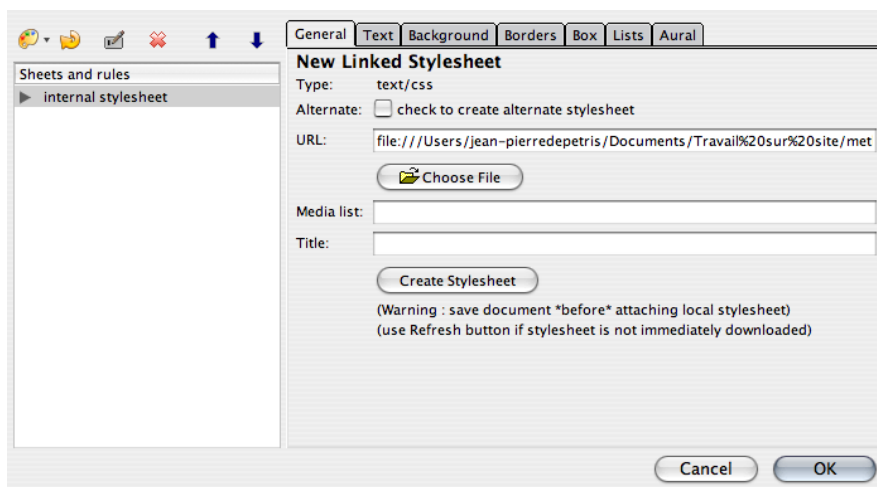 General Text Background Borders Box Lists Aural
Sheets and rules
internal stylesheet
New Linked Stylesheet
Type: text/css
Alternate: check to create alternate stylesheet
URL: file:///Users/jean-pierredepetris/Documents/Travail%20sur%20site/met
Choose File
Media list:
Title:
Create Stylesheet
(Warning : save document *before* attaching local stylesheet)
(use Refresh button if stylesheet is not immediately downloaded)
Cancel OK